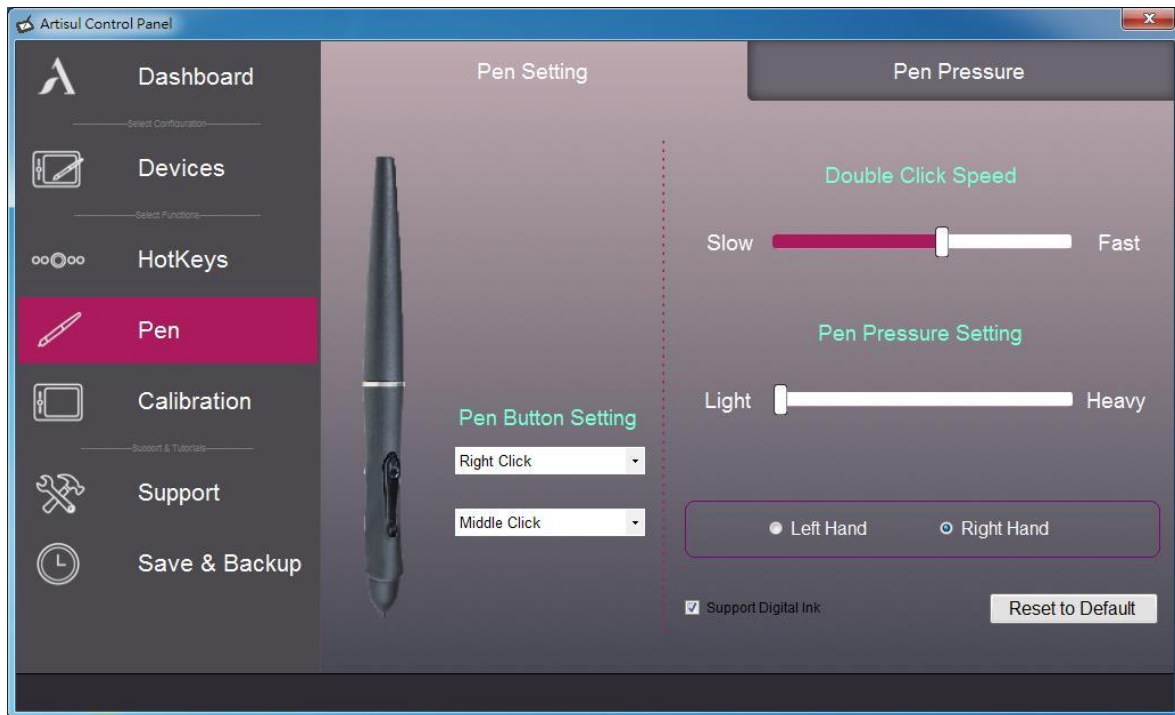 Artisul Control Panel
Dashboard
Select Configuration
Devices
Select Functions
HotKeys
Pen
Calibration
Support & Tutorials
Support
Save & Backup
Pen Setting
Pen Pressure
Pen Button Setting
Right Click
Middle Click
Double Click Speed
Slow
Fast
Pen Pressure Setting
Light
Heavy
Left Hand
Right Hand
Support Digital Ink
Reset to Default